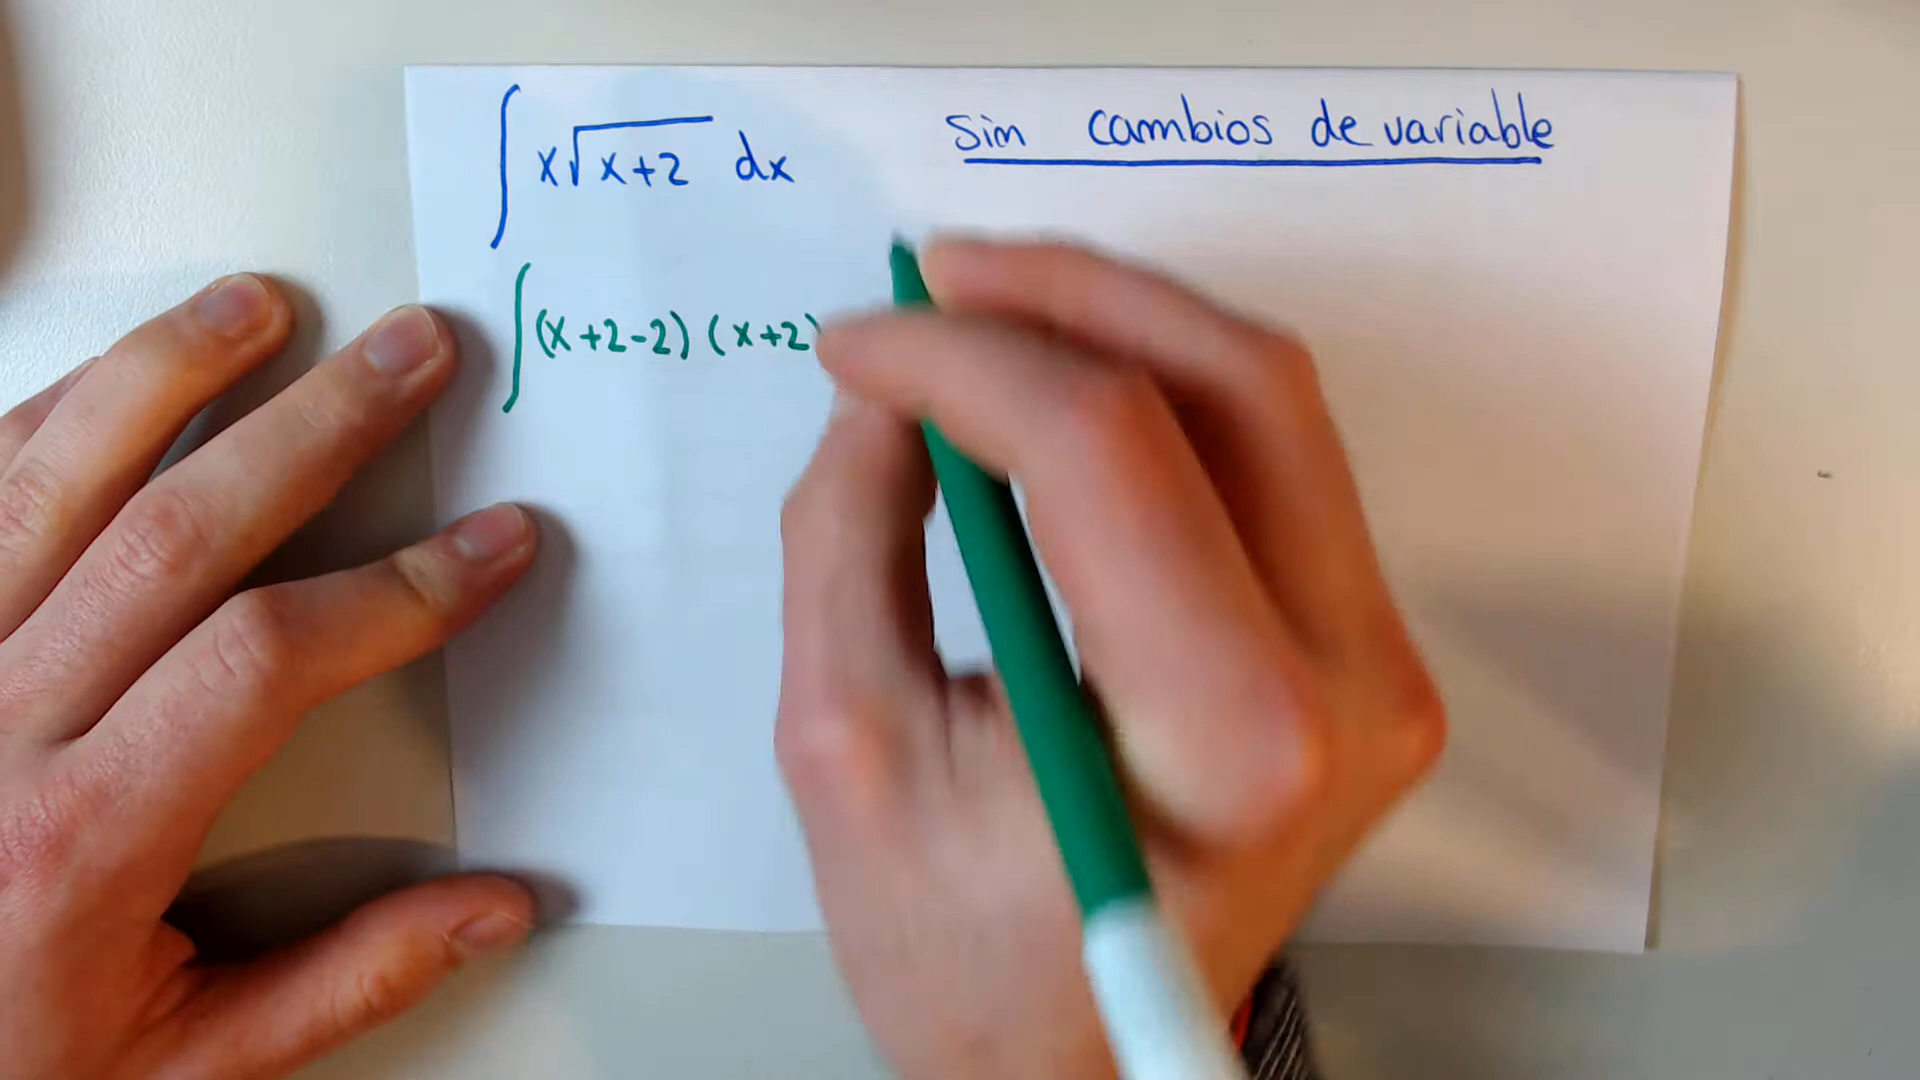 ∫ x√(x+2) dx
sin cambios de variable
∫ (x+2-2) (x+2)